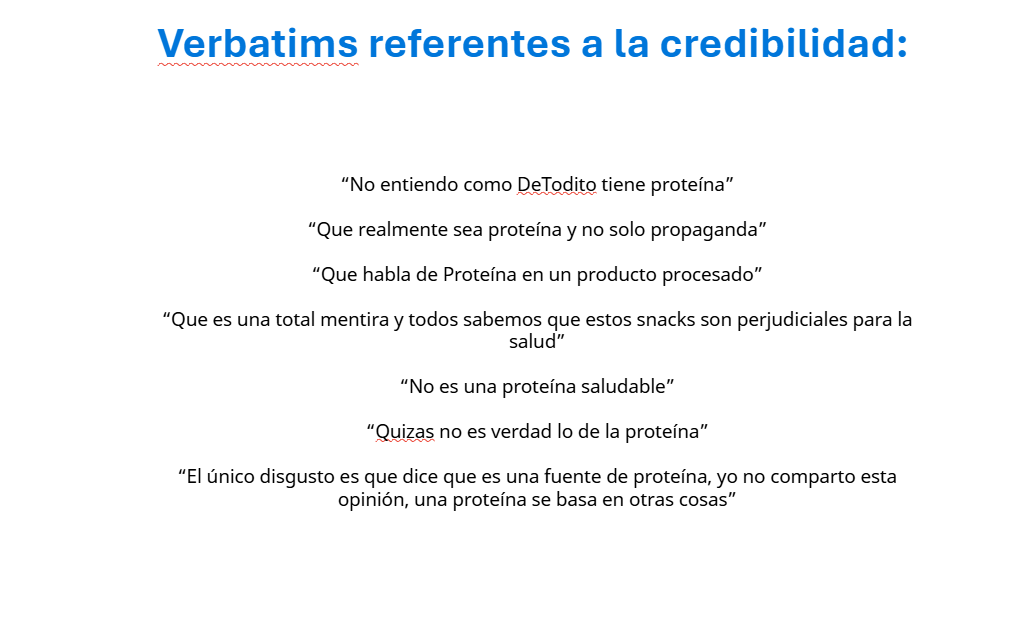 Verbatims referentes a la credibilidad:
“No entiendo como DeTodito tiene proteína”
“Que realmente sea proteína y no solo propaganda”
“Que habla de Proteína en un producto procesado”
“Que es una total mentira y todos sabemos que estos snacks son perjudiciales para la
salud”
“No es una proteína saludable”
“Quizas no es verdad lo de la proteína”
“El único disgusto es que dice que es una fuente de proteína, yo no comparto esta
opinión, una proteína se basa en otras cosas”